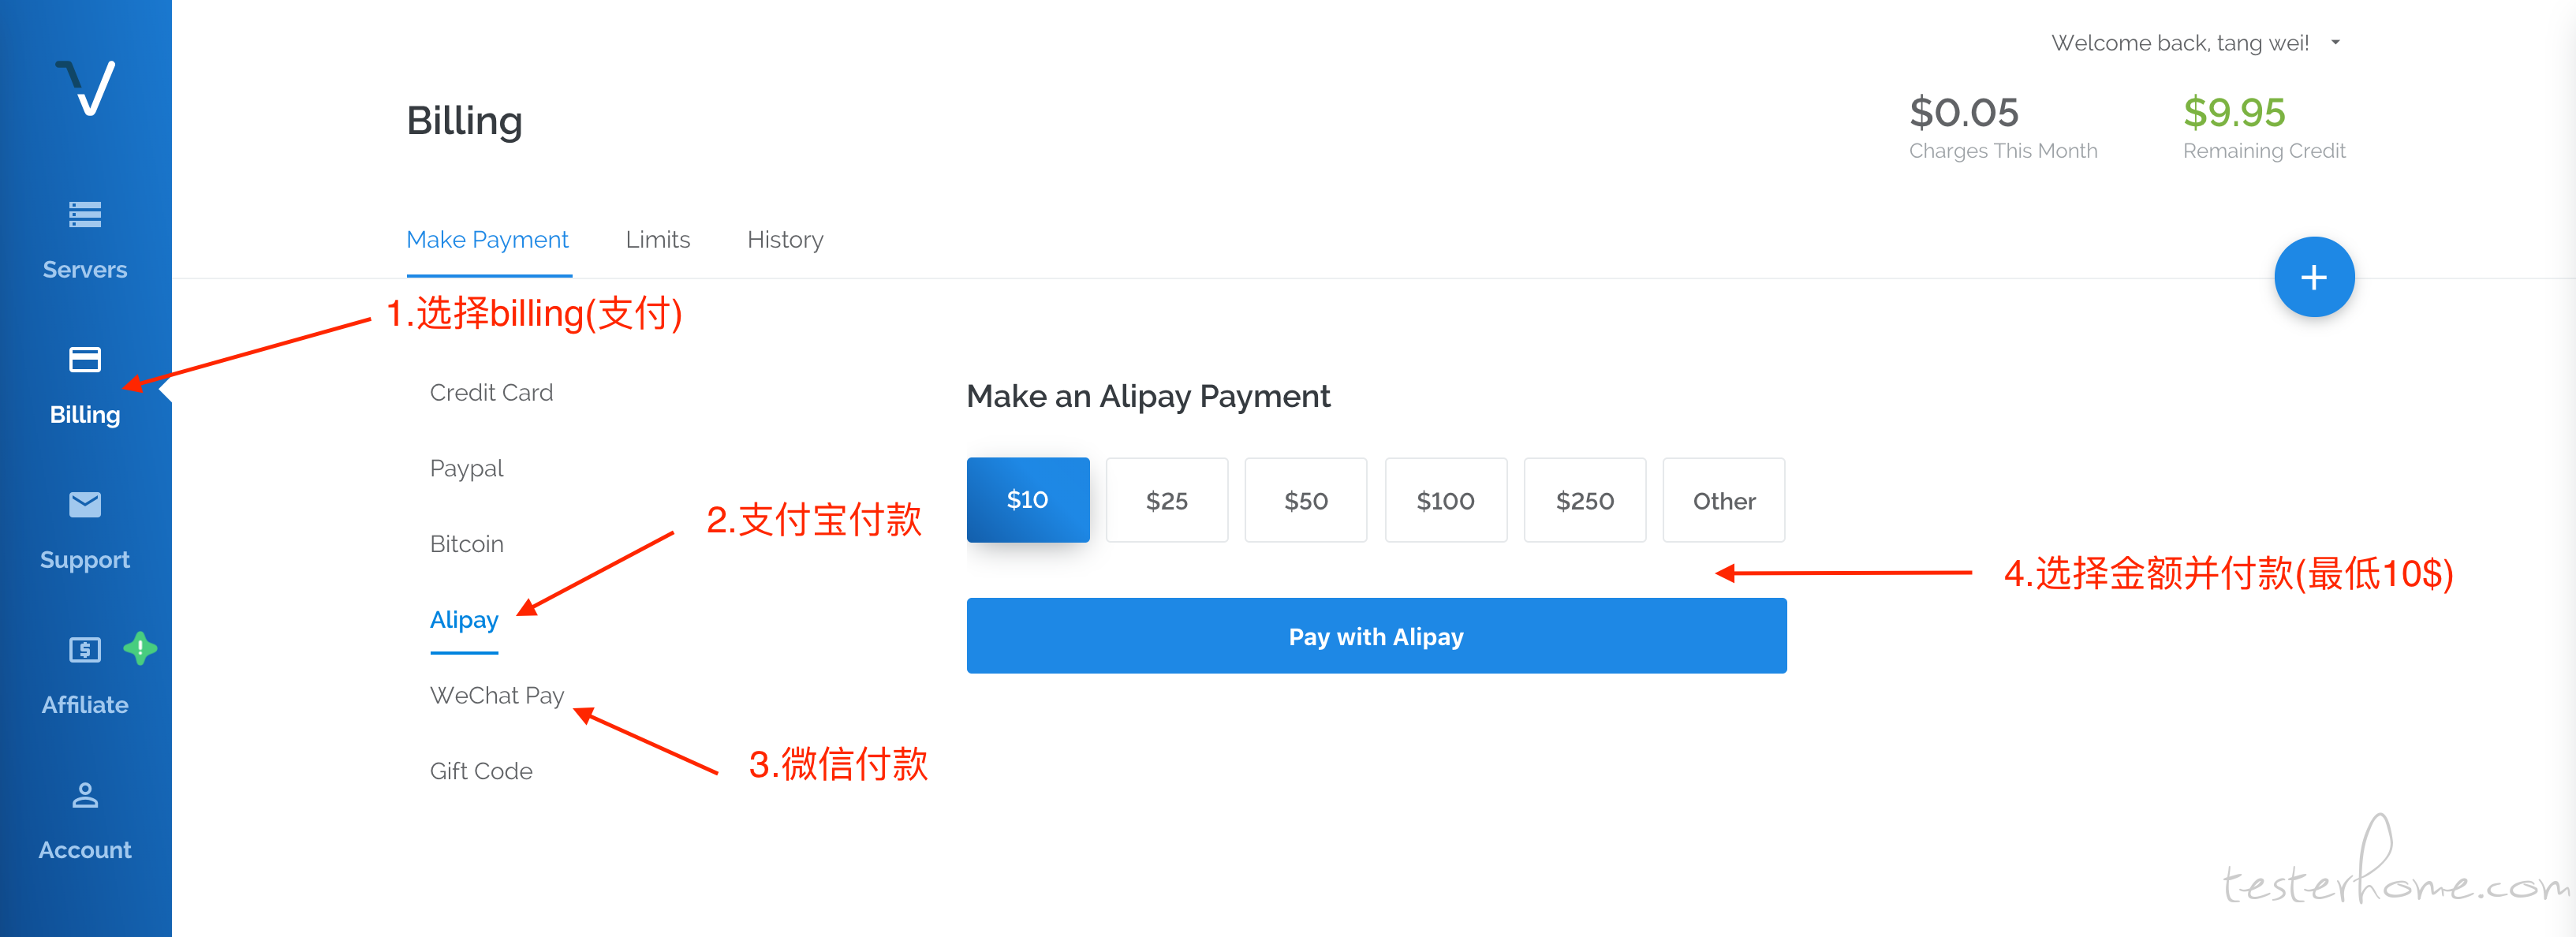 Welcome back, tang wei!
Billing
$0.05
Charges This Month
$9.95
Remaining Credit
Make Payment
Limits
History
+
Servers
Billing
Support
Affiliate
Account
1.选择billing(支付)
Credit Card
Paypal
Bitcoin
Alipay
WeChat Pay
Gift Code
2.支付宝付款
3.微信付款
Make an Alipay Payment
$10
$25
$50
$100
$250
Other
4.选择金额并付款(最低10$)
Pay with Alipay
testerhome.com